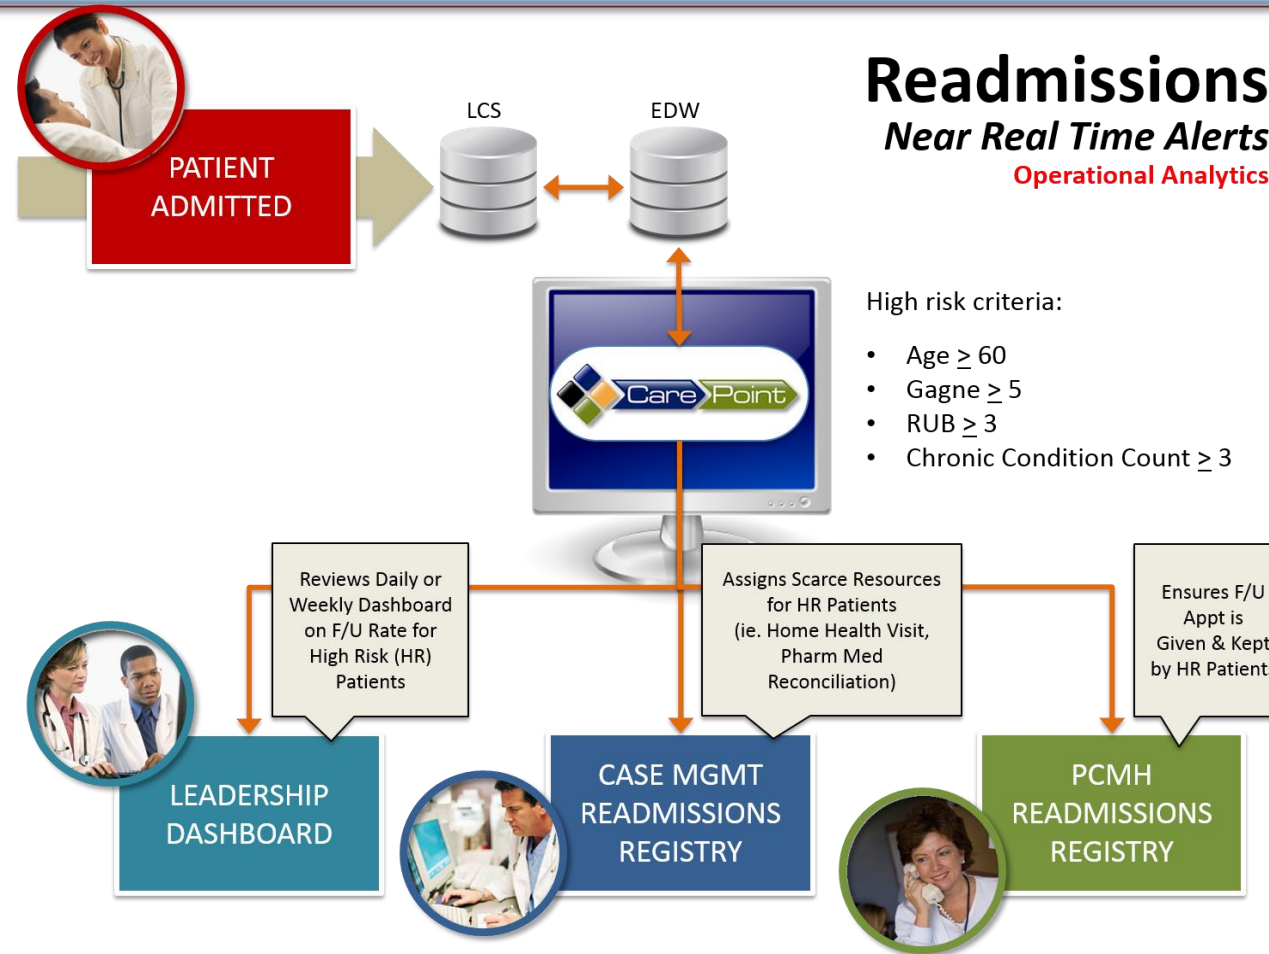 Readmissions
Near Real Time Alerts
Operational Analytics
PATIENT
ADMITTED
LCS
EDW
Care Point
High risk criteria:
• Age ≥ 60
• Gagne ≥ 5
• RUB ≥ 3
• Chronic Condition Count ≥ 3
Reviews Daily or
Weekly Dashboard
on F/U Rate for
High Risk (HR)
Patients
Assigns Scarce Resources
for HR Patients
(ie. Home Health Visit,
Pharm Med
Reconciliation)
Ensures F/U
Appt is
Given & Kept
by HR Patients
LEADERSHIP
DASHBOARD
CASE MGMT
READMISSIONS
REGISTRY
PCMH
READMISSIONS
REGISTRY